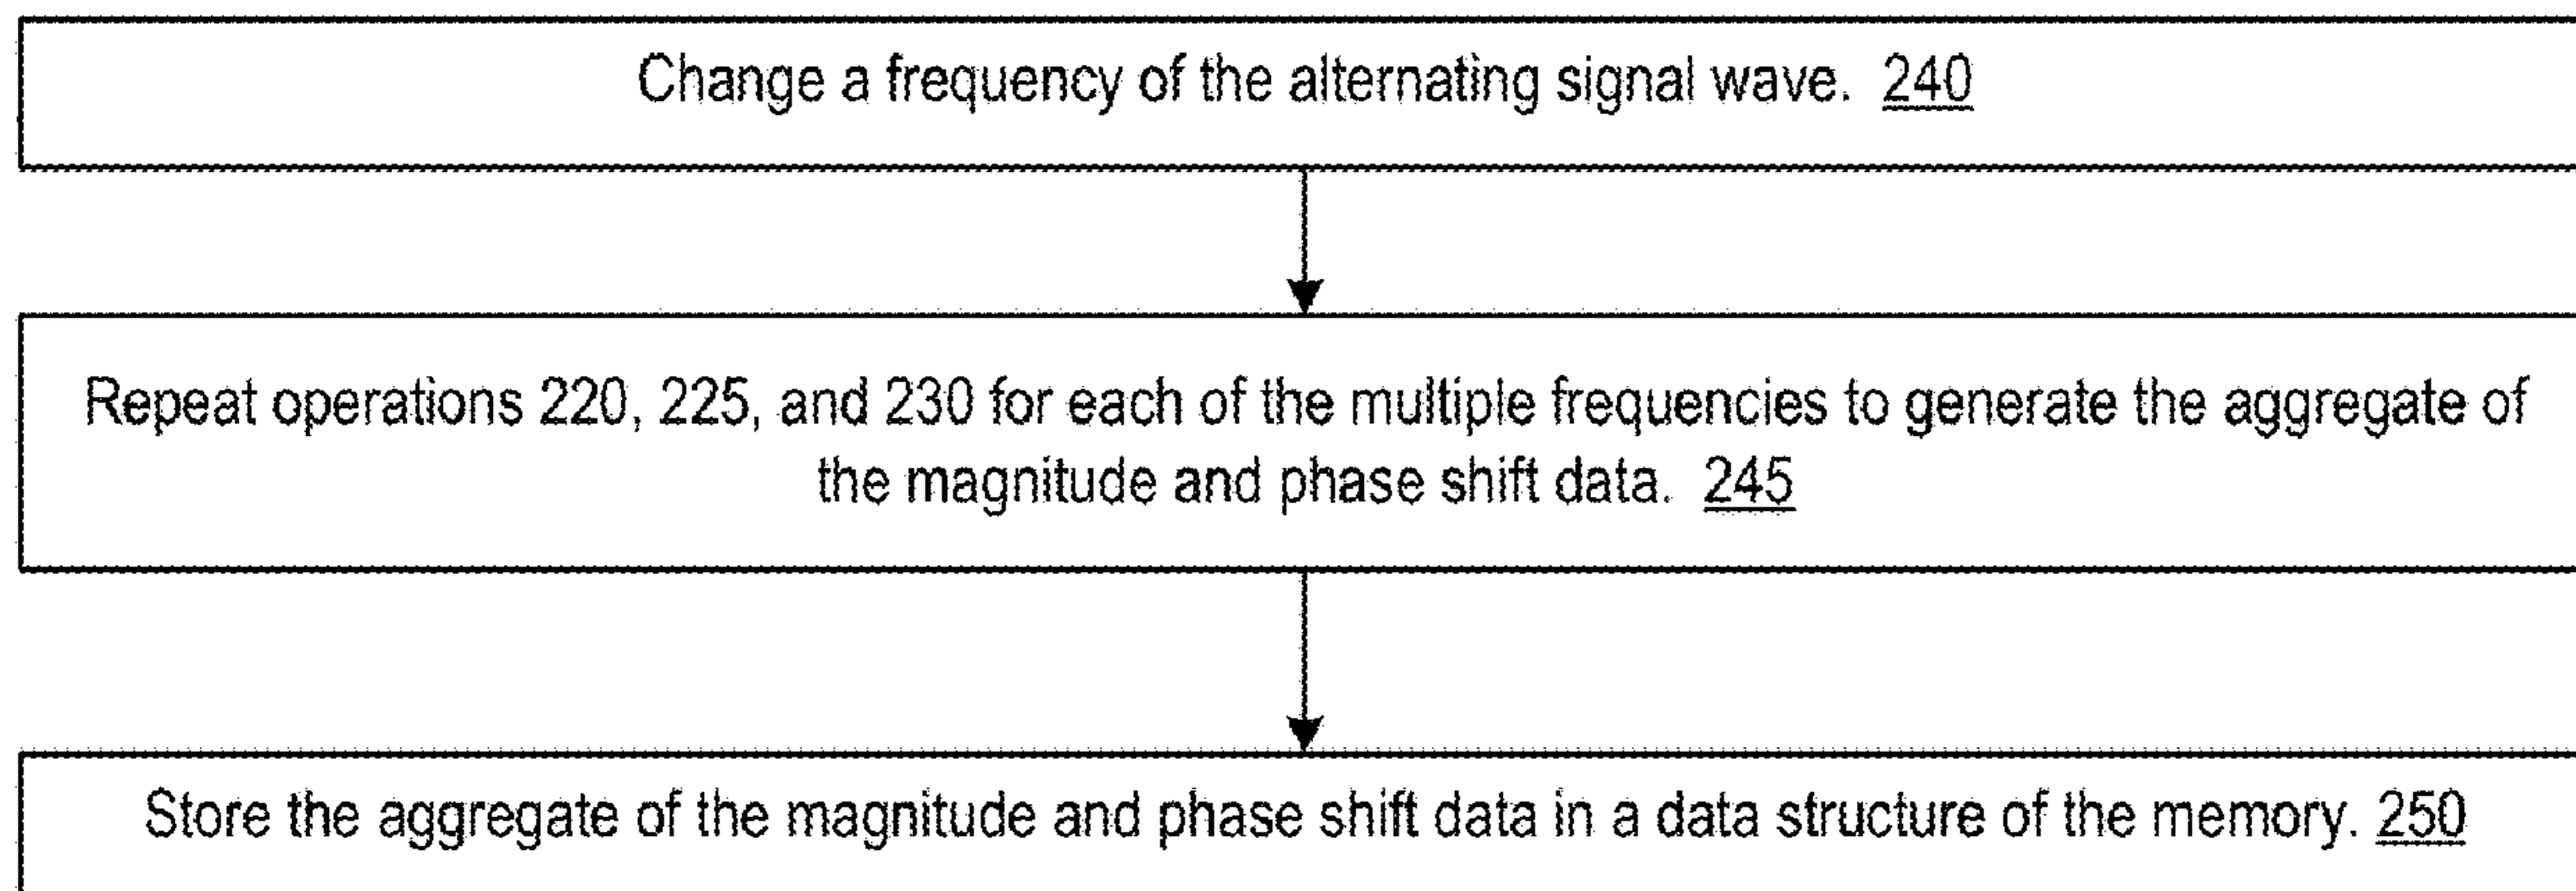 Change a frequency of the alternating signal wave. 240
Repeat operations 220, 225, and 230 for each of the multiple frequencies to generate the aggregate of
the magnitude and phase shift data. 245
Store the aggregate of the magnitude and phase shift data in a data structure of the memory. 250